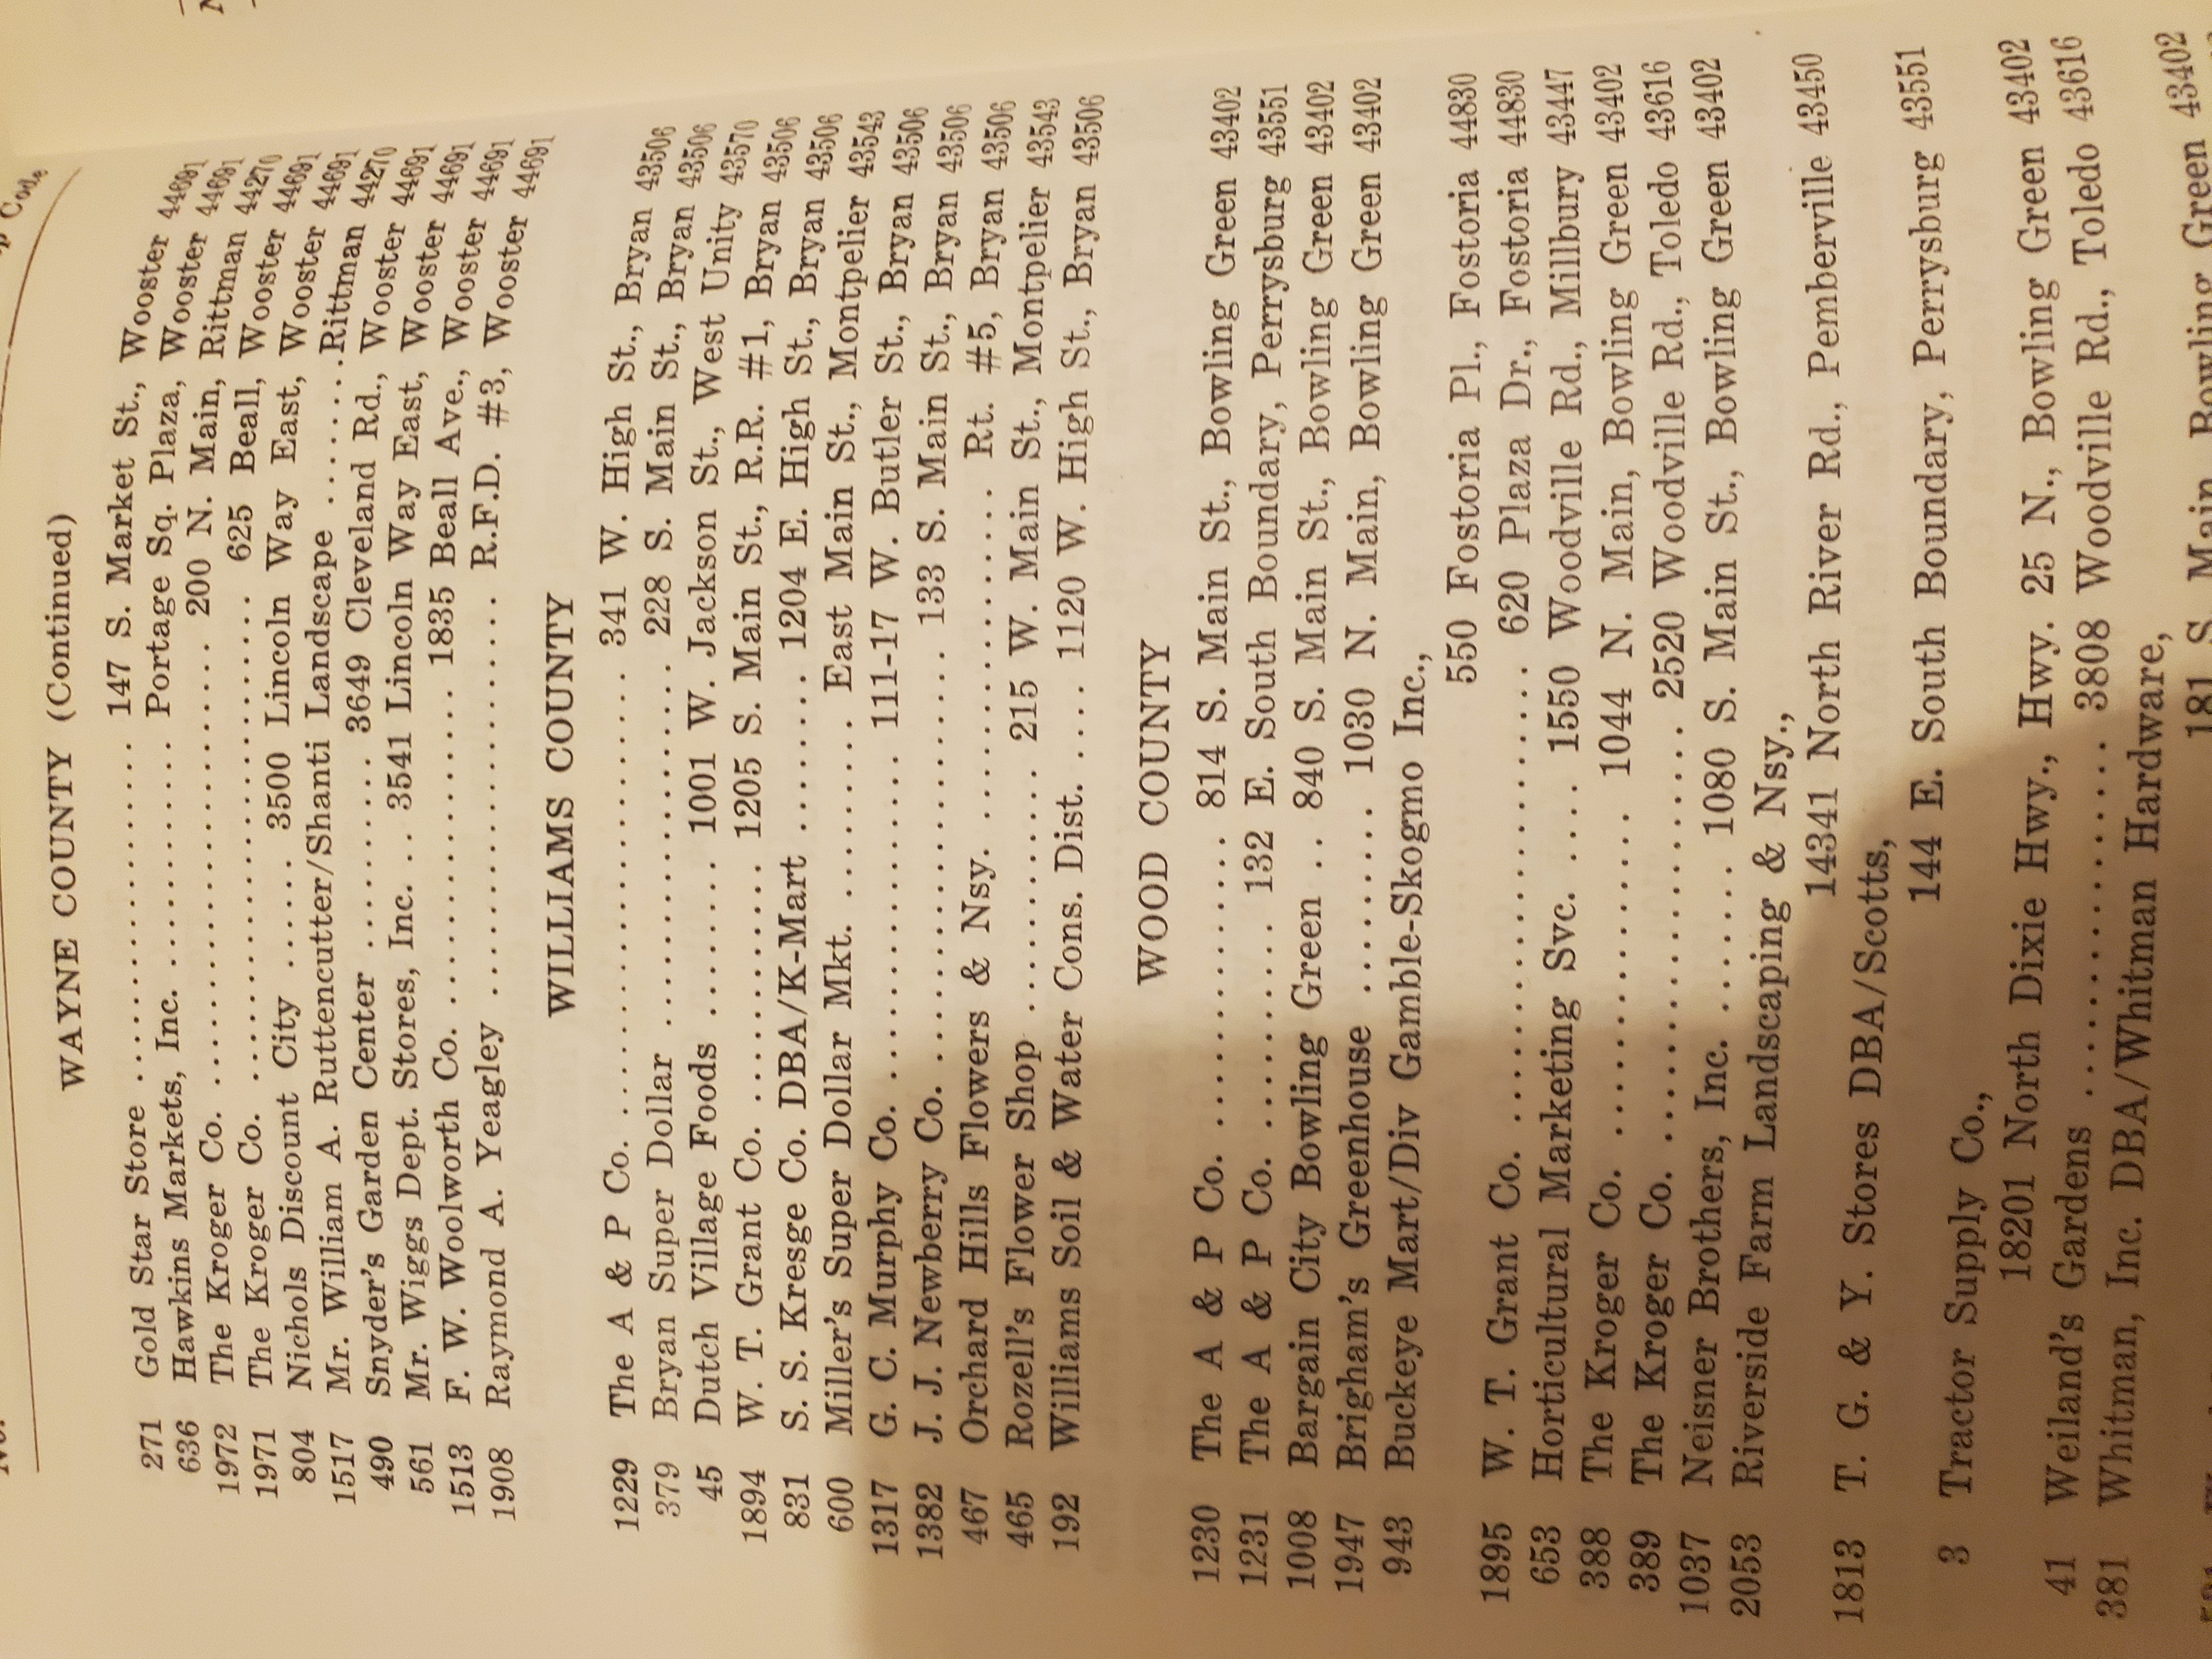 WAYNE COUNTY (Continued)
271 Gold Star Store .................... 147 S. Market St., Wooster 44691
636 Hawkins Markets, Inc. ............... Portage Sq. Plaza, Wooster 44691
1972 The Kroger Co. ....................... 200 N. Main, Rittman 44270
1971 The Kroger Co. ......................... 625 Beall, Wooster 44691
804 Nichols Discount City ...... 3500 Lincoln Way East, Wooster 44691
1517 Mr. William A. Ruttencutter/Shanti Landscape ......Rittman 44270
490 Snyder's Garden Center ......... 3649 Cleveland Rd., Wooster 44691
561 Mr. Wiggs Dept. Stores, Inc. .. 3541 Lincoln Way East, Wooster 44691
1513 F. W. Woolworth Co. ................ 1835 Beall Ave., Wooster 44691
1908 Raymond A. Yeagley .................... R.F.D. #3, Wooster 44691
WILLIAMS COUNTY
1229 The A & P Co. ....................... 341 W. High St., Bryan 43506
379 Bryan Super Dollar .................. 228 S. Main St., Bryan 43506
45 Dutch Village Foods ........ 1001 W. Jackson St., West Unity 43570
1894 W. T. Grant Co. ............ 1205 S. Main St., R.R. #1, Bryan 43506
831 S. S. Kresge Co. DBA/K-Mart ........ 1204 E. High St., Bryan 43506
600 Miller's Super Dollar Mkt. ......... East Main St., Montpelier 43543
1317 G. C. Murphy Co. ............... 111-17 W. Butler St., Bryan 43506
1382 J. J. Newberry Co. .................. 133 S. Main St., Bryan 43506
467 Orchard Hills Flowers & Nsy. ................. Rt. #5, Bryan 43506
465 Rozell's Flower Shop ........... 215 W. Main St., Montpelier 43543
192 Williams Soil & Water Cons. Dist. .... 1120 W. High St., Bryan 43506
WOOD COUNTY
1230 The A & P Co. ............... 814 S. Main St., Bowling Green 43402
1231 The A & P Co. .......... 132 E. South Boundary, Perrysburg 43551
1008 Bargain City Bowling Green .. 840 S. Main St., Bowling Green 43402
1947 Brigham's Greenhouse ......... 1030 N. Main, Bowling Green 43402
943 Buckeye Mart/Div Gamble-Skogmo Inc.,
550 Fostoria Pl., Fostoria 44830
1895 W. T. Grant Co. ...................... 620 Plaza Dr., Fostoria 44830
653 Horticultural Marketing Svc. .... 1550 Woodville Rd., Millbury 43447
388 The Kroger Co. ............... 1044 N. Main, Bowling Green 43402
389 The Kroger Co. .................. 2520 Woodville Rd., Toledo 43616
1037 Neisner Brothers, Inc. ....... 1080 S. Main St., Bowling Green 43402
2053 Riverside Farm Landscaping & Nsy.,
14341 North River Rd., Pemberville 43450
1813 T. G. & Y. Stores DBA/Scotts,
144 E. South Boundary, Perrysburg 43551
3 Tractor Supply Co.,
18201 North Dixie Hwy., Hwy. 25 N., Bowling Green 43402
41 Weiland's Gardens ................ 3808 Woodville Rd., Toledo 43616
381 Whitman, Inc. DBA/Whitman Hardware,
181 S. Main, Bowling Green 43402